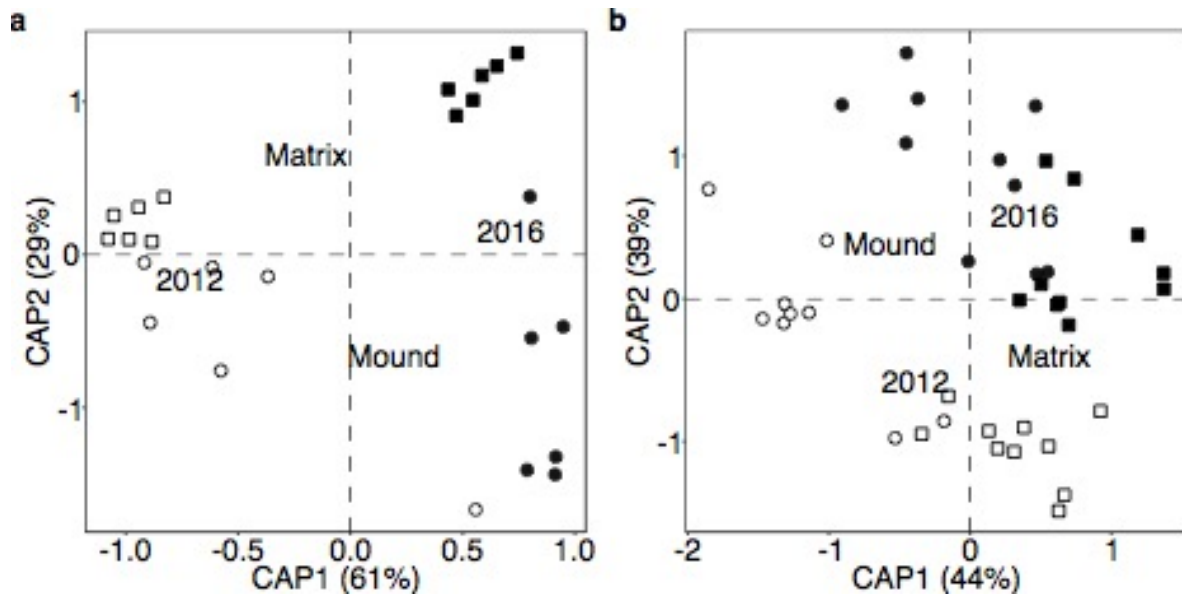 a
1
0
-1
CAP2 (29%)
Matrix
2016
2012
Mound
-1.0 -0.5 0.0 0.5 1.0
CAP1 (61%)
b
1
0
-1
CAP2 (39%)
2016
Mound
Matrix
2012
-2 -1 0 1
CAP1 (44%)